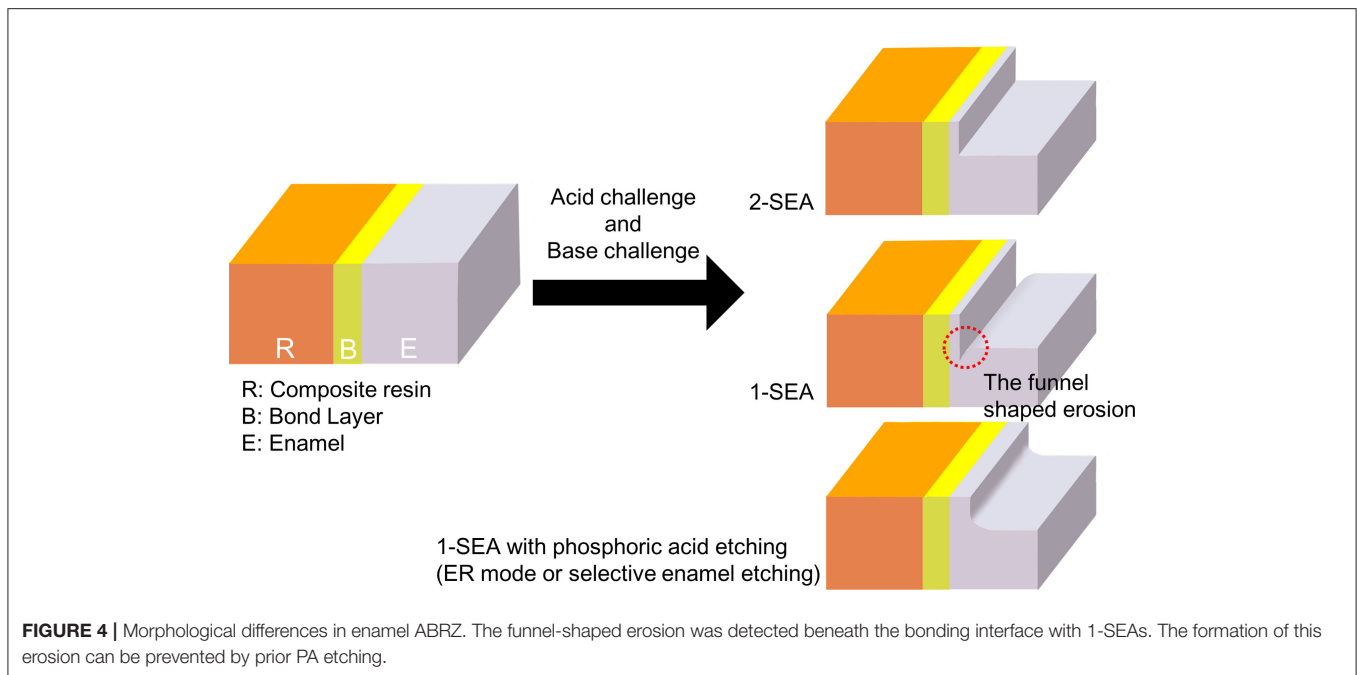 Acid challenge
and
Base challenge
R
B
E
R: Composite resin
B: Bond Layer
E: Enamel
2-SEA
1-SEA
The funnel
shaped erosion
1-SEA with phosphoric acid etching
(ER mode or selective enamel etching)
FIGURE 4 | Morphological differences in enamel ABRZ. The funnel-shaped erosion was detected beneath the bonding interface with 1-SEAs. The formation of this
erosion can be prevented by prior PA etching.